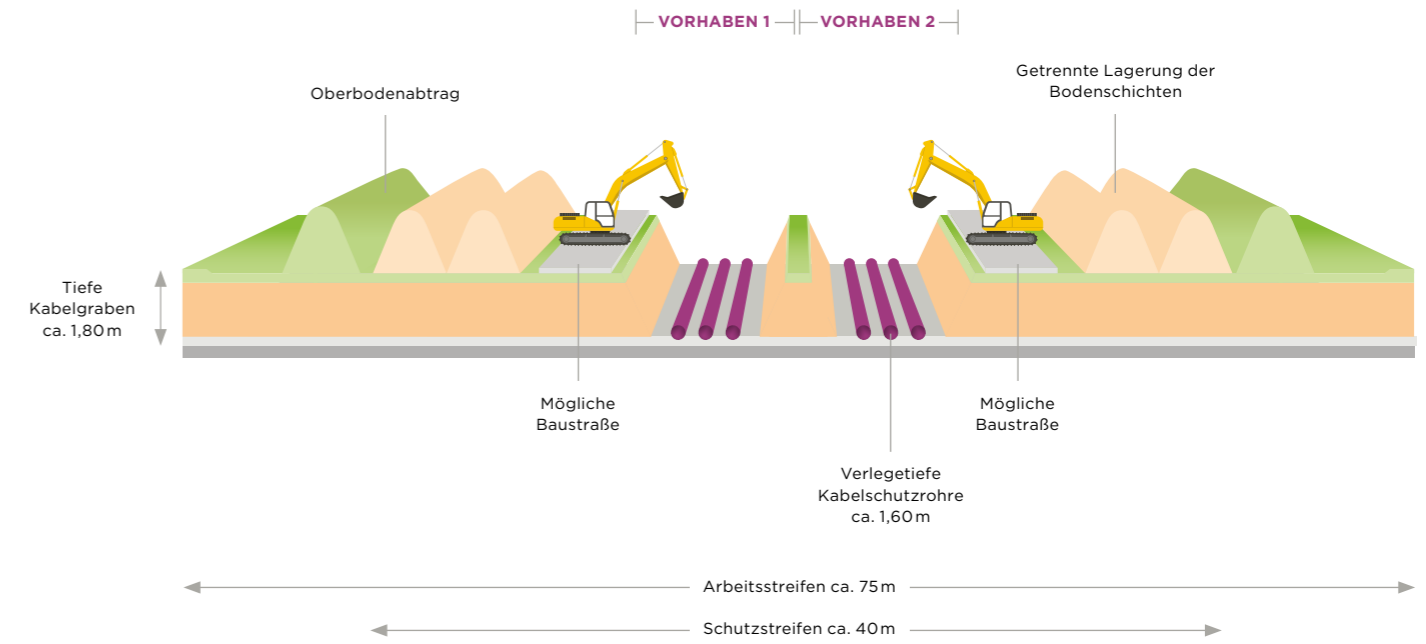 VORHABEN 1
VORHABEN 2
Oberbodenabtrag
Getrennte Lagerung der
Bodenschichten
Tiefe
Kabelgraben
ca. 1,80 m
Mögliche
Baustraße
Mögliche
Baustraße
Verlegetiefe
Kabelschutzrohre
ca. 1,60 m
Arbeitsstreifen ca. 75 m
Schutzstreifen ca. 40 m